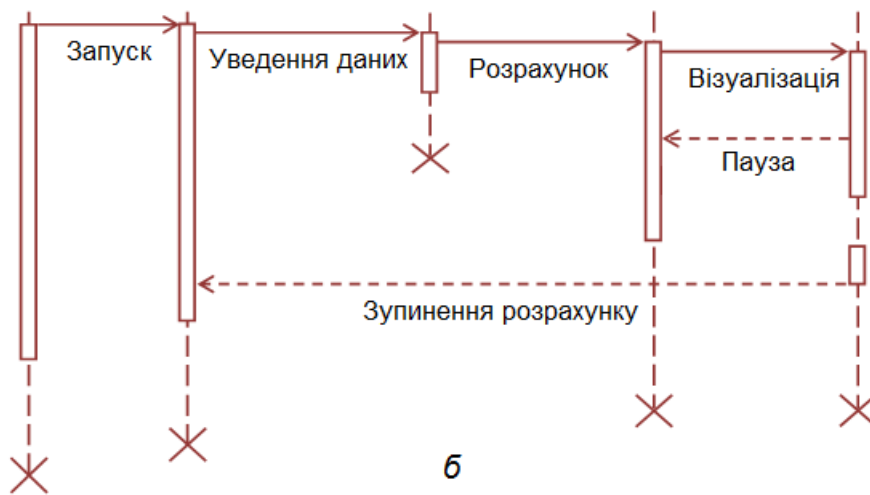 Запуск
Уведення даних
Розрахунок
Візуалізація
Пауза
Зупинення розрахунку
б